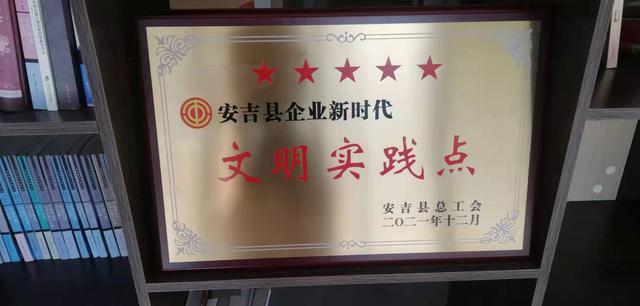 安吉县企业新时代
文明实践点
安吉县总工会
二〇二一年十二月